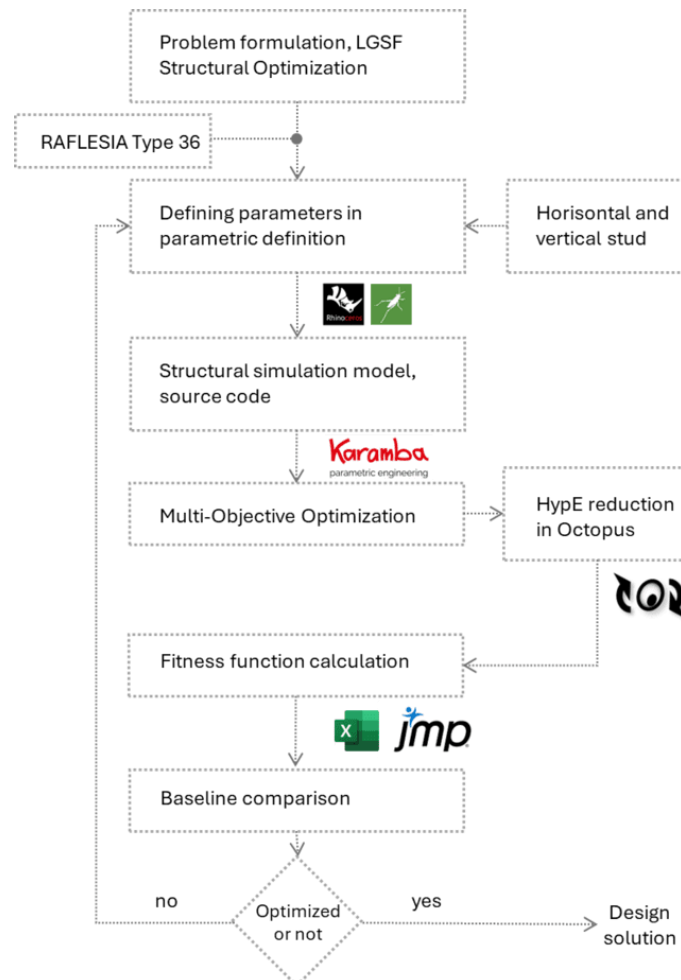 Problem formulation, LGSF
Structural Optimization
RAFLESIA Type 36
Defining parameters in
parametric definition
Horisontal and
vertical stud
Rhinoceros
Structural simulation model,
source code
Karamba
parametric engineering
Multi-Objective Optimization
HypE reduction
in Octopus
Fitness function calculation
X
jmp
Baseline comparison
no
Optimized
or not
yes
Design
solution